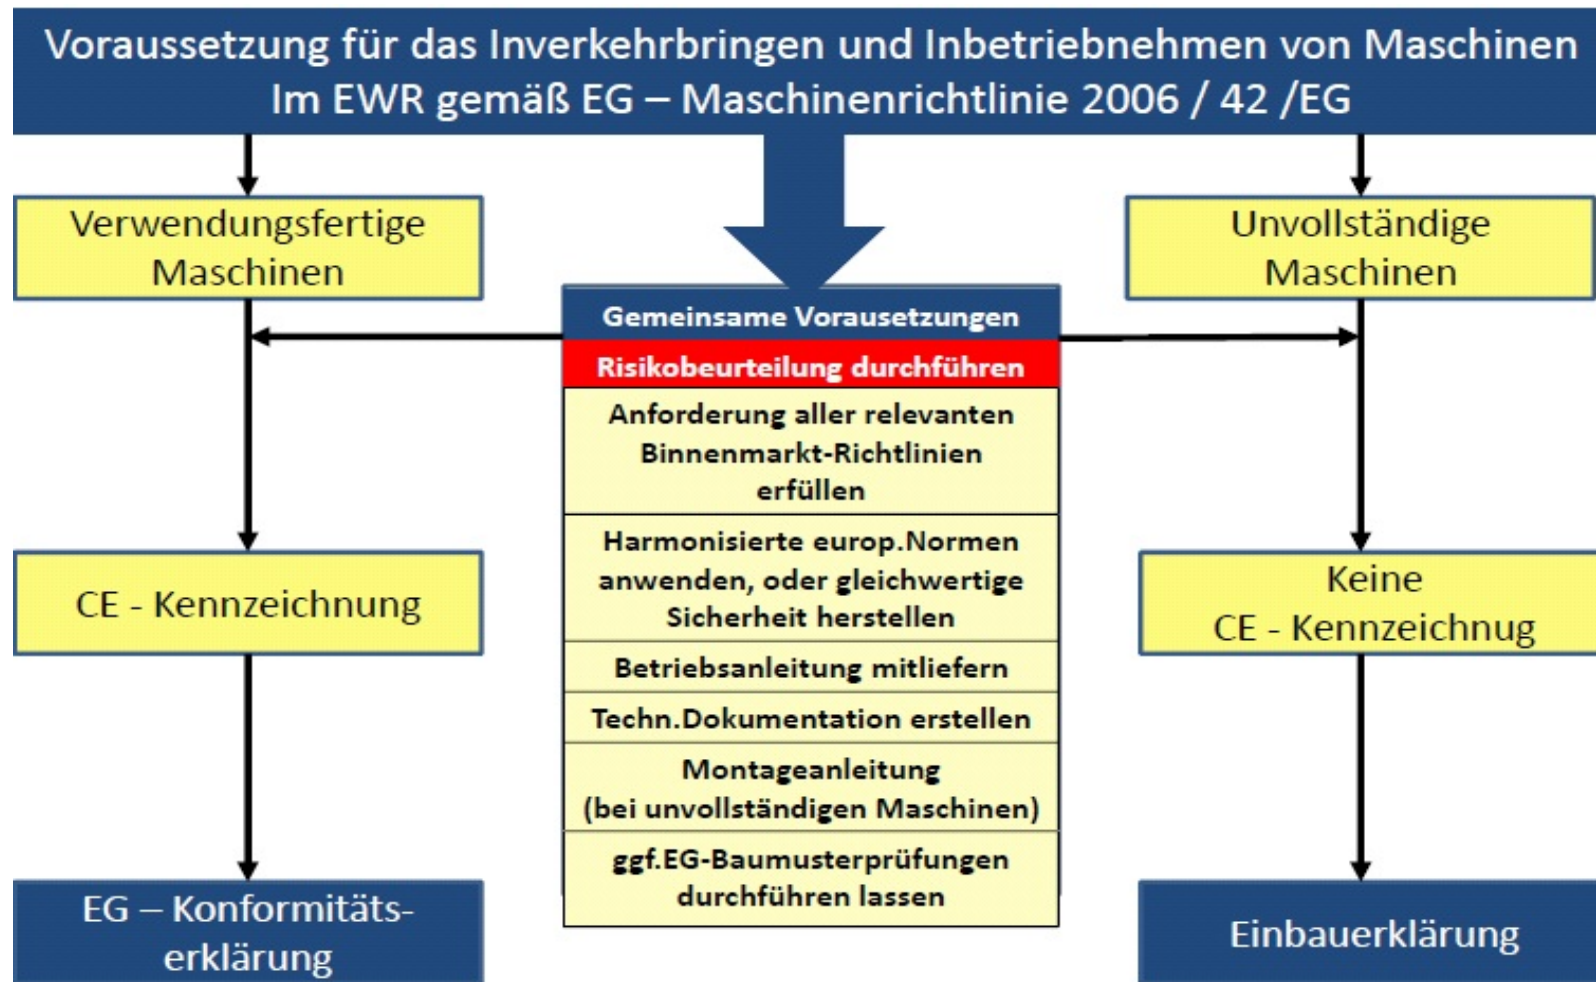 Voraussetzung für das Inverkehrbringen und Inbetriebnehmen von Maschinen
Im EWR gemäß EG – Maschinenrichtlinie 2006 / 42 /EG
Verwendungsfertige
Maschinen
Unvollständige
Maschinen
Gemeinsame Vorausetzungen
Risikobeurteilung durchführen
Anforderung aller relevanten
Binnenmarkt-Richtlinien
erfüllen
Harmonisierte europ.Normen
anwenden, oder gleichwertige
Sicherheit herstellen
Betriebsanleitung mitliefern
Techn.Dokumentation erstellen
Montageanleitung
(bei unvollständigen Maschinen)
ggf.EG-Baumusterprüfungen
durchführen lassen
CE - Kennzeichnung
Keine
CE - Kennzeichnug
EG – Konformitäts-
erklärung
Einbauerklärung